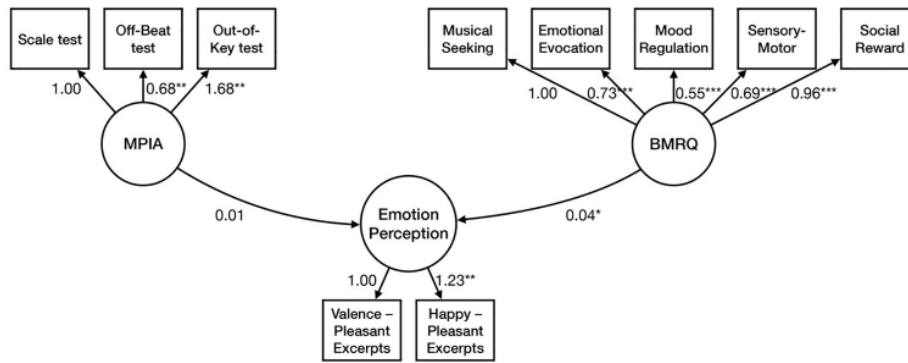 Scale test
Off-Beat
test
Out-of-
Key test
Musical
Seeking
Emotional
Evocation
Mood
Regulation
Sensory-
Motor
Social
Reward
1.00
0.68**
1.68**
1.00
0.73***
0.55***
0.69***
0.96***
MPIA
BMRQ
0.01
0.04*
Emotion
Perception
1.00
1.23**
Valence –
Pleasant
Excerpts
Happy –
Pleasant
Excerpts